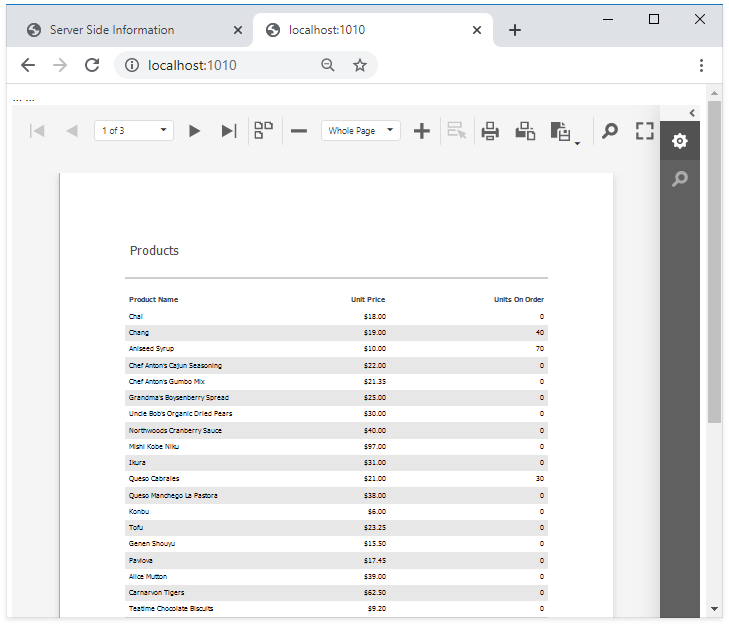 Server Side Information
localhost:1010
localhost:1010
... ...
1 of 3
Whole Page
Products
Product Name Unit Price Units On Order
Chai $18.00 0
Chang $19.00 40
Aniseed Syrup $10.00 70
Chef Anton's Cajun Seasoning $22.00 0
Chef Anton's Gumbo Mix $21.35 0
Grandma's Boysenberry Spread $25.00 0
Uncle Bob's Organic Dried Pears $30.00 0
Northwoods Cranberry Sauce $40.00 0
Mishi Kobe Niku $97.00 0
Ikura $31.00 0
Queso Cabrales $21.00 30
Queso Manchego La Pastora $38.00 0
Konbu $6.00 0
Tofu $23.25 0
Genen Shouyu $15.50 0
Pavlova $17.45 0
Alice Mutton $39.00 0
Carnarvon Tigers $62.50 0
Teatime Chocolate Biscuits $9.20 0